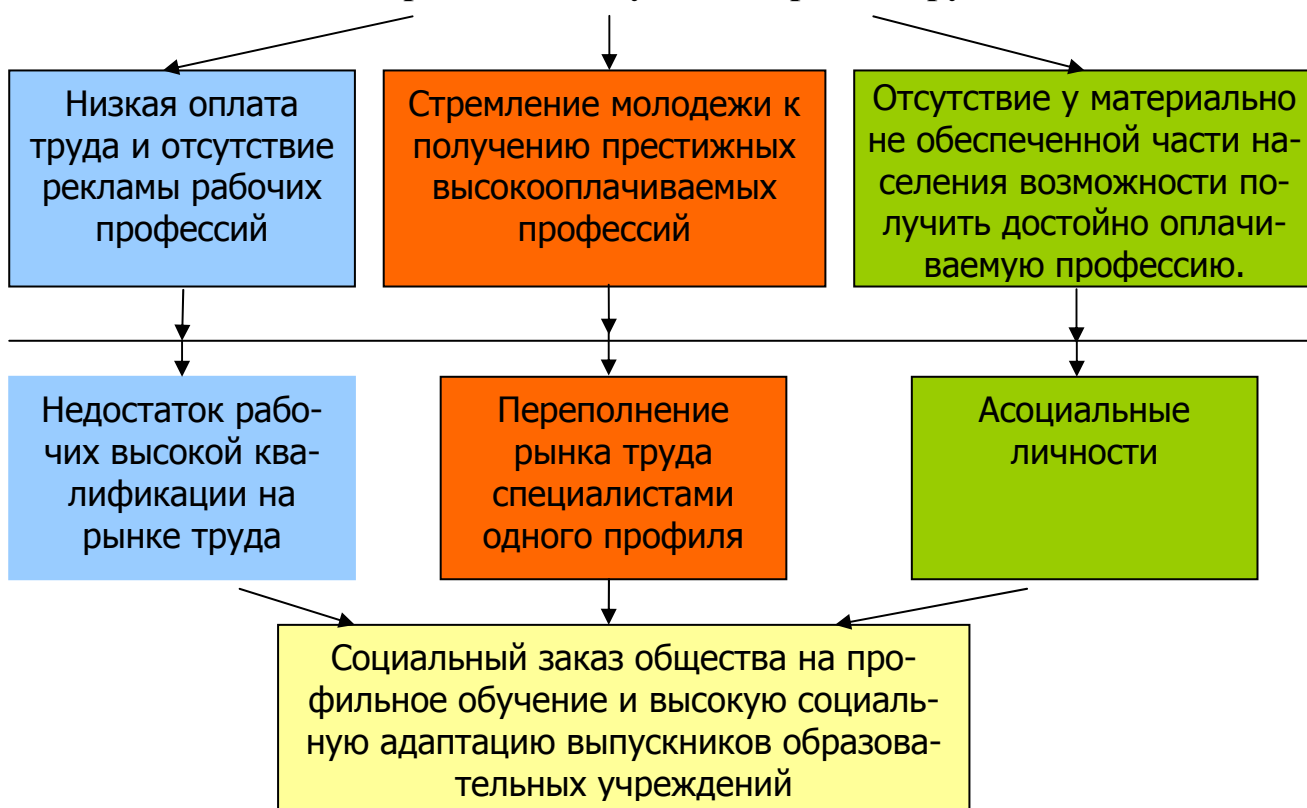 Низкая оплата
труда и отсутствие
рекламы рабочих
профессий
Стремление молодежи к
получению престижных
высокооплачиваемых
профессий
Отсутствие у материально
не обеспеченной части на-
селения возможности по-
лучить достойно оплачи-
ваемую профессию.
Недостаток рабо-
чих высокой ква-
лификации на
рынке труда
Переполнение
рынка труда
специалистами
одного профиля
Асоциальные
личности
Социальный заказ общества на про-
фильное обучение и высокую социаль-
ную адаптацию выпускников образова-
тельных учреждений